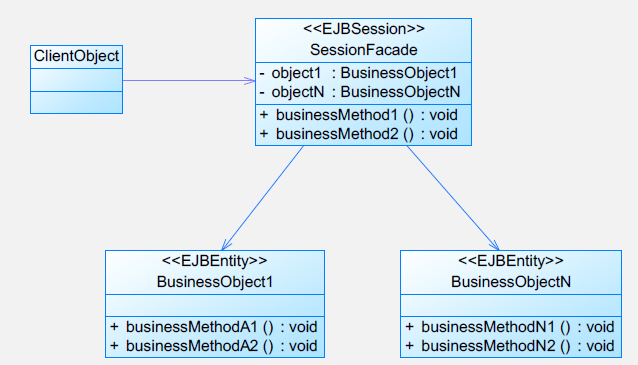 ClientObject
<<EJBSession>>
SessionFacade
- object1 : BusinessObject1
- objectN : BusinessObjectN
+ businessMethod1 () : void
+ businessMethod2 () : void
<<EJBEntity>>
BusinessObject1
+ businessMethodA1 () : void
+ businessMethodA2 () : void
<<EJBEntity>>
BusinessObjectN
+ businessMethodN1 () : void
+ businessMethodN2 () : void